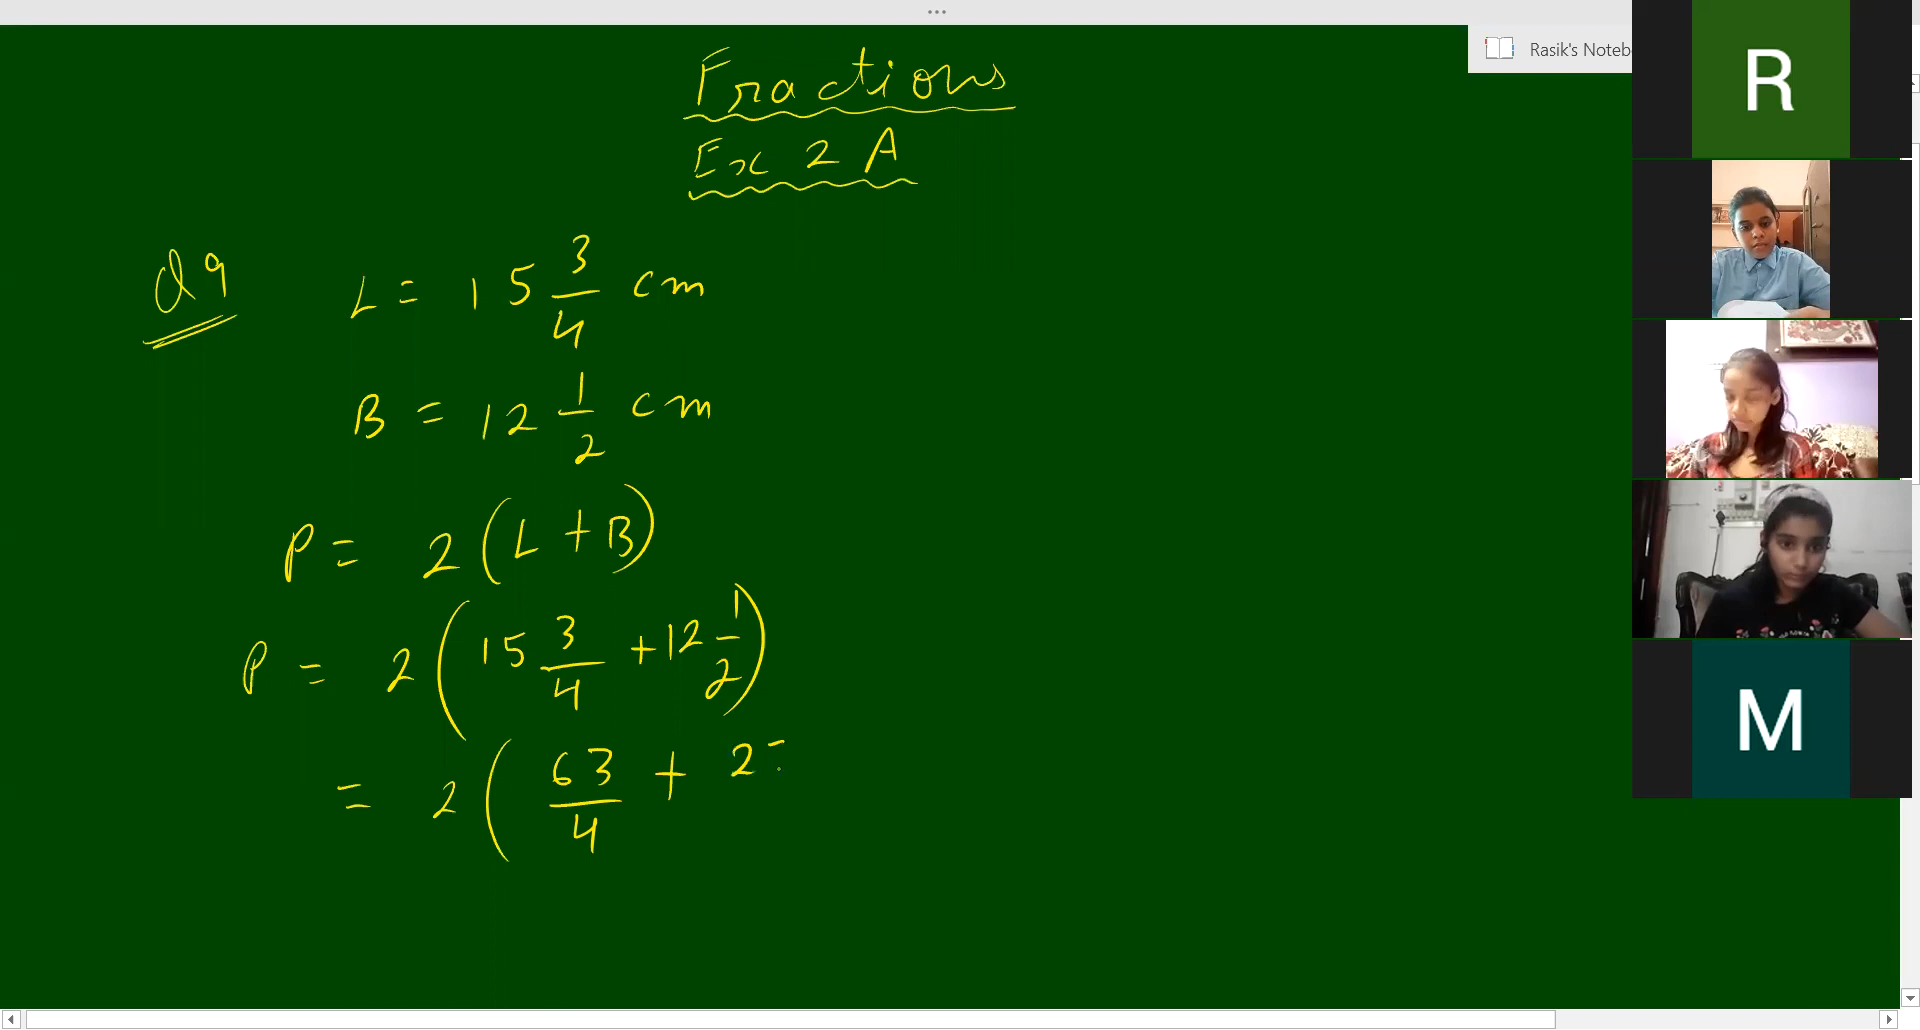 Fractions
Ex 2 A
Q9 L = 15 3/4 cm
B = 12 1/2 cm
P = 2 (L + B)
P = 2 ( 15 3/4 + 12 1/2 )
= 2 ( 63/4 + 2
Rasik's Noteb
R
M